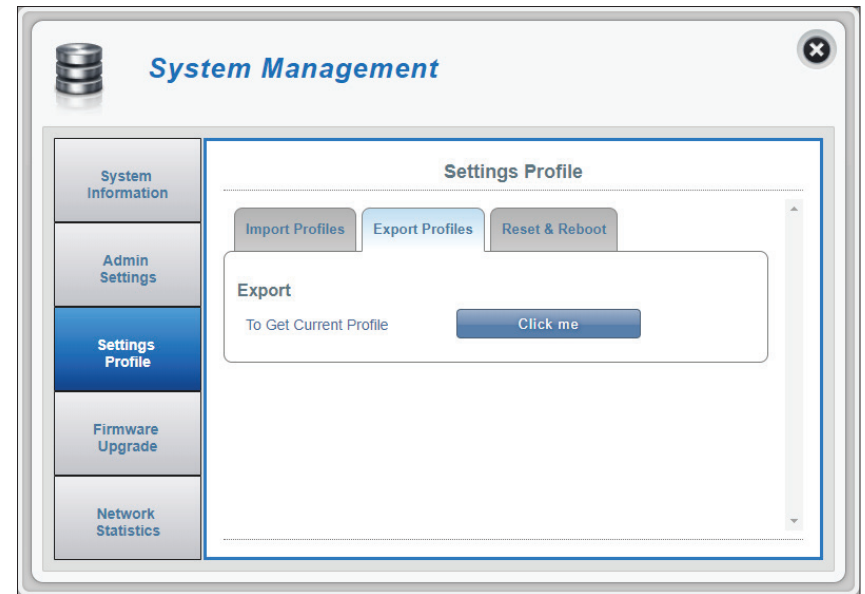 System Management
System
Information
Admin
Settings
Settings
Profile
Firmware
Upgrade
Network
Statistics
Settings Profile
Import Profiles Export Profiles Reset & Reboot
Export
To Get Current Profile Click me